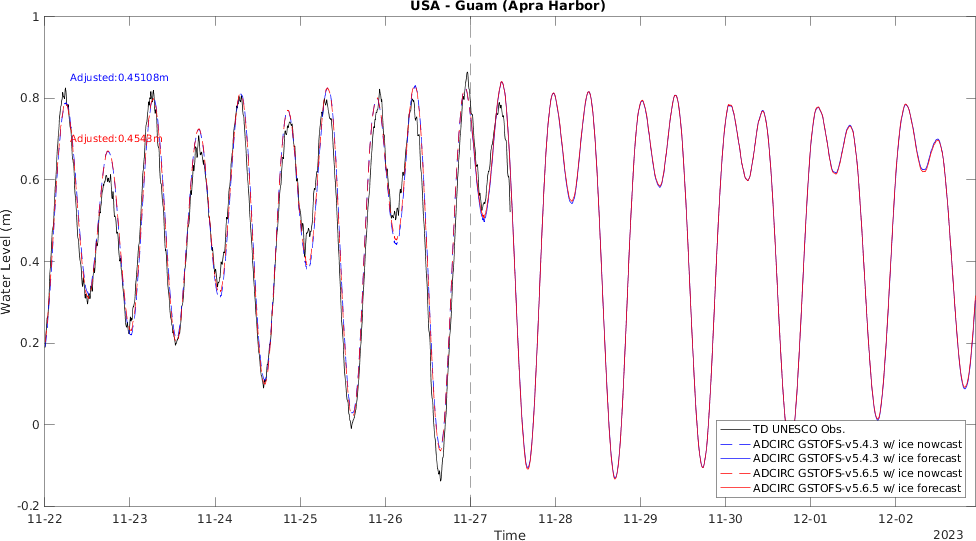 USA - Guam (Apra Harbor)
1
0.8
0.6
0.4
0.2
0
-0.2
Water Level (m)
Adjusted:0.45108m
Adjusted:0.4543m
TD UNESCO Obs.
ADCIRC GSTOFS-v5.4.3 w/ ice nowcast
ADCIRC GSTOFS-v5.4.3 w/ ice forecast
ADCIRC GSTOFS-v5.6.5 w/ ice nowcast
ADCIRC GSTOFS-v5.6.5 w/ ice forecast
11-22 11-23 11-24 11-25 11-26 11-27 11-28 11-29 11-30 12-01 12-02
Time
2023